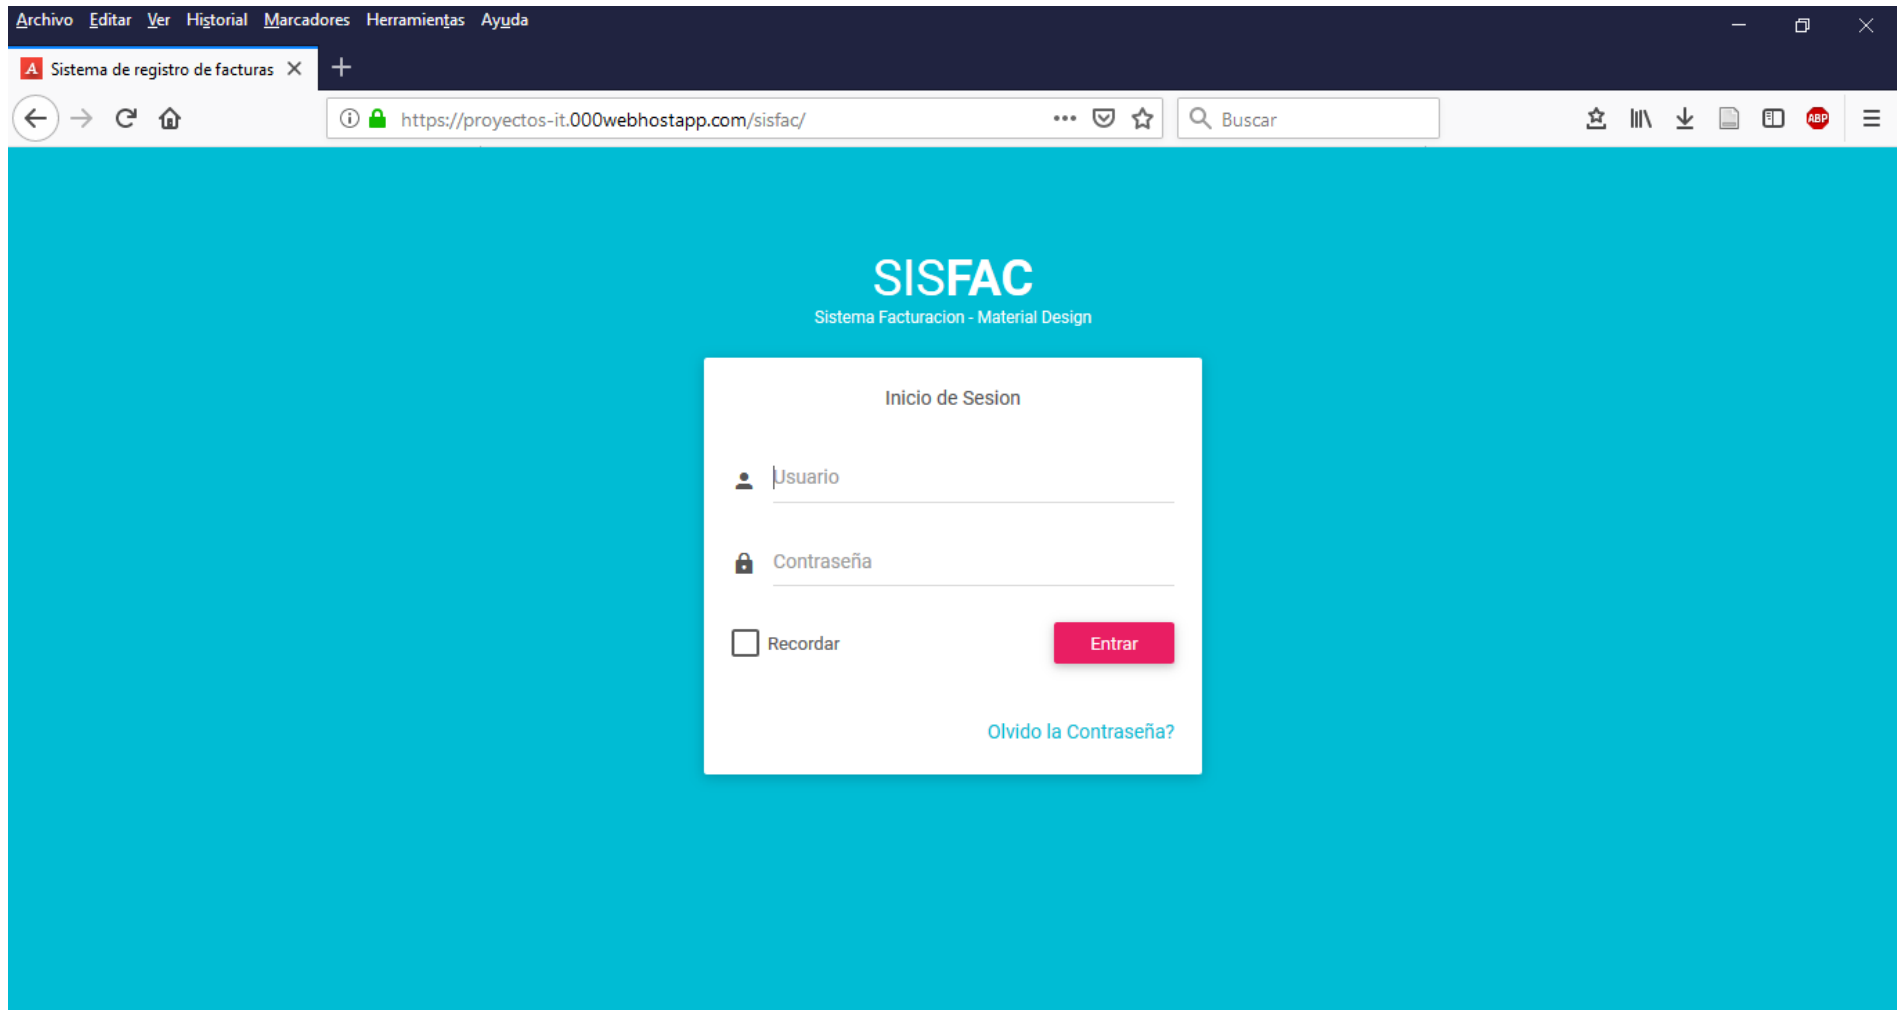 Archivo Editar Ver Historial Marcadores Herramientas Ayuda
A Sistema de registro de facturas
https://proyectos-it.000webhostapp.com/sisfac/
Buscar
ABP
SISFAC
Sistema Facturacion - Material Design
Inicio de Sesion
Usuario
Contraseña
Recordar
Entrar
Olvido la Contraseña?